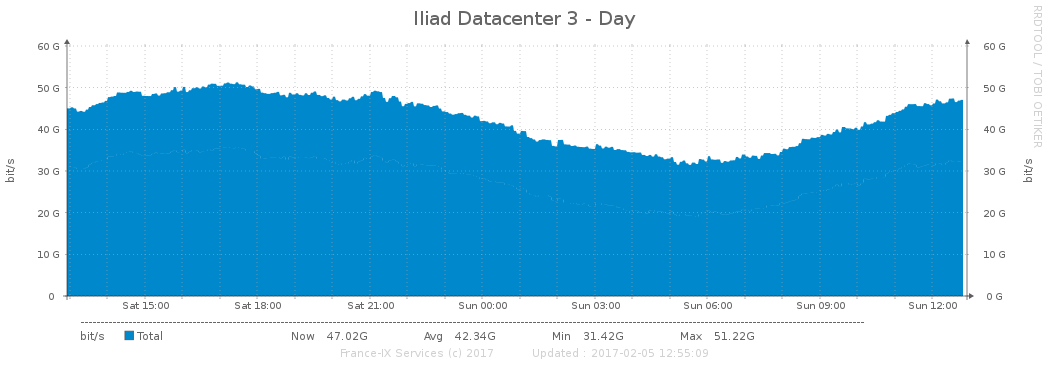 Iliad Datacenter 3 - Day
RRDTOOL / TOBI OETIKER
60 G 60 G
50 G 50 G
40 G 40 G
30 G 30 G
20 G 20 G
10 G 10 G
0 0 G
bit/s bit/s
Sat 15:00 Sat 18:00 Sat 21:00 Sun 00:00 Sun 03:00 Sun 06:00 Sun 09:00 Sun 12:00
bit/s Total Now 47.02G Avg 42.34G Min 31.42G Max 51.22G
France-IX Services (c) 2017 Updated : 2017-02-05 12:55:09